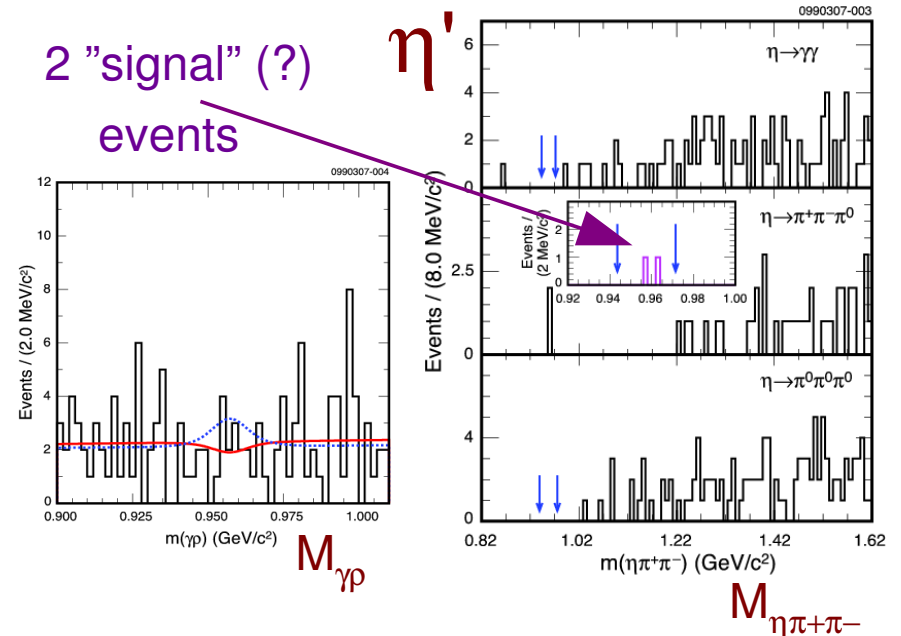 2 "signal" (?)
events
η'
0990307-004
12
10
8
6
4
2
0
Events / (2.0 MeV/c²)
0.900
0.925
0.950
0.975
1.000
m(γρ) (GeV/c²)
Mγρ
0990307-003
6
4
2
0
η→γγ
2.5
0
η→π⁺π⁻π⁰
Events /
(2 MeV/c²)
2
1
0
0.92
0.94
0.96
0.98
1.00
4
0
η→π⁰π⁰π⁰
Events / (8.0 MeV/c²)
0.82
1.02
1.22
1.42
1.62
m(ηπ⁺π⁻) (GeV/c²)
Mηπ+π−